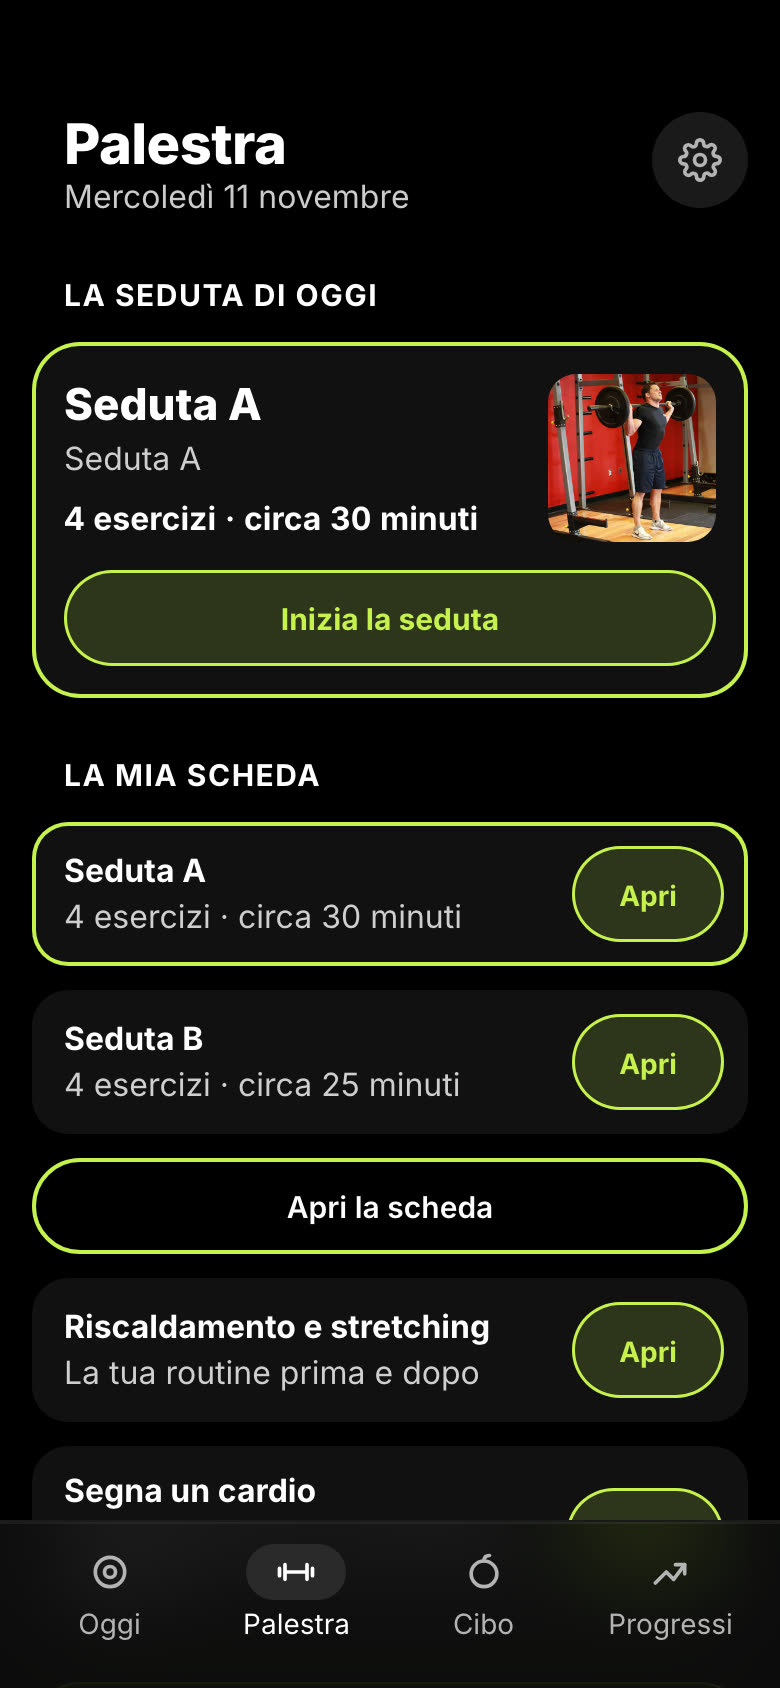 Palestra
Mercoledì 11 novembre
LA SEDUTA DI OGGI
Seduta A
Seduta A
4 esercizi · circa 30 minuti
Inizia la seduta
LA MIA SCHEDA
Seduta A
4 esercizi · circa 30 minuti
Apri
Seduta B
4 esercizi · circa 25 minuti
Apri
Apri la scheda
Riscaldamento e stretching
La tua routine prima e dopo
Apri
Segna un cardio
Oggi
Palestra
Cibo
Progressi